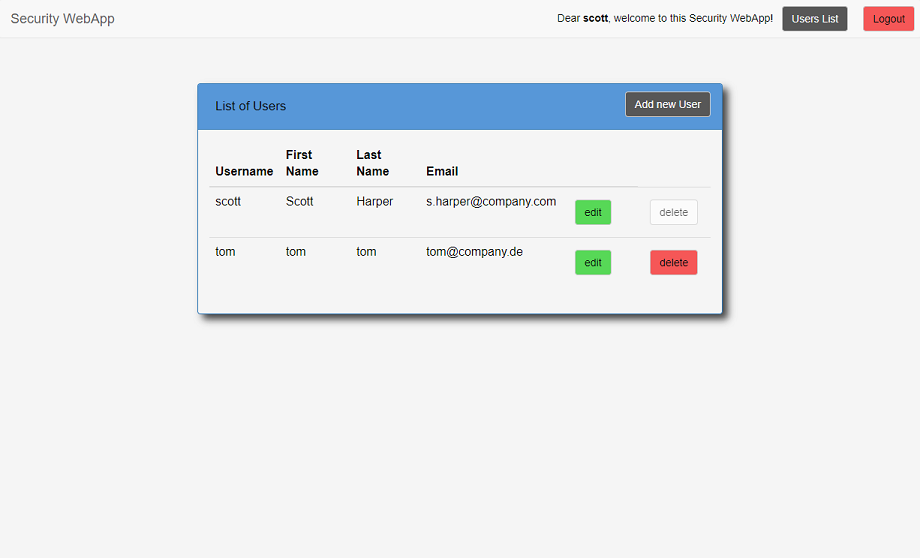 Security WebApp Dear scott, welcome to this Security WebApp! Users List Logout
List of Users Add new User
Username First Name Last Name Email
scott Scott Harper s.harper@company.com edit delete
tom tom tom tom@company.de edit delete